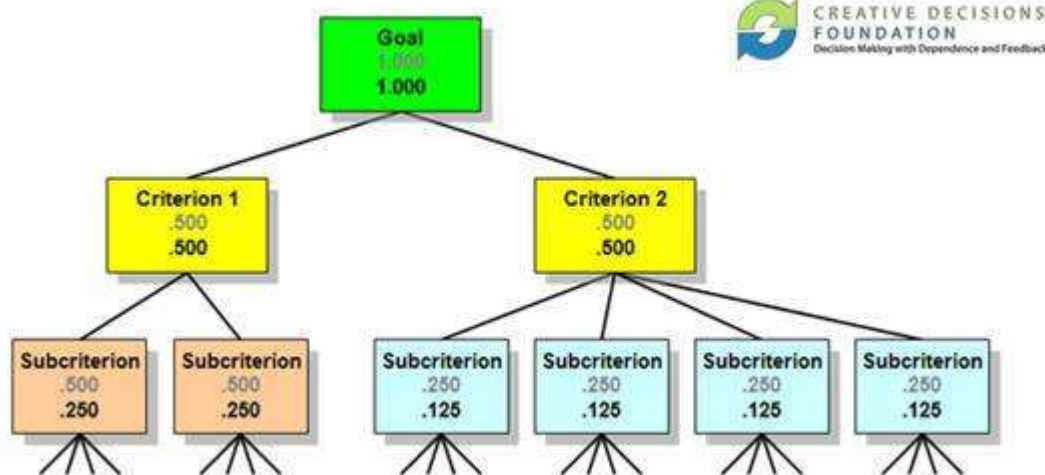 CREATIVE DECISIONS
FOUNDATION
Decision Making with Dependence and Feedback
Goal
1.000
1.000
Criterion 1
.500
.500
Criterion 2
.500
.500
Subcriterion
.500
.250
Subcriterion
.500
.250
Subcriterion
.250
.125
Subcriterion
.250
.125
Subcriterion
.250
.125
Subcriterion
.250
.125